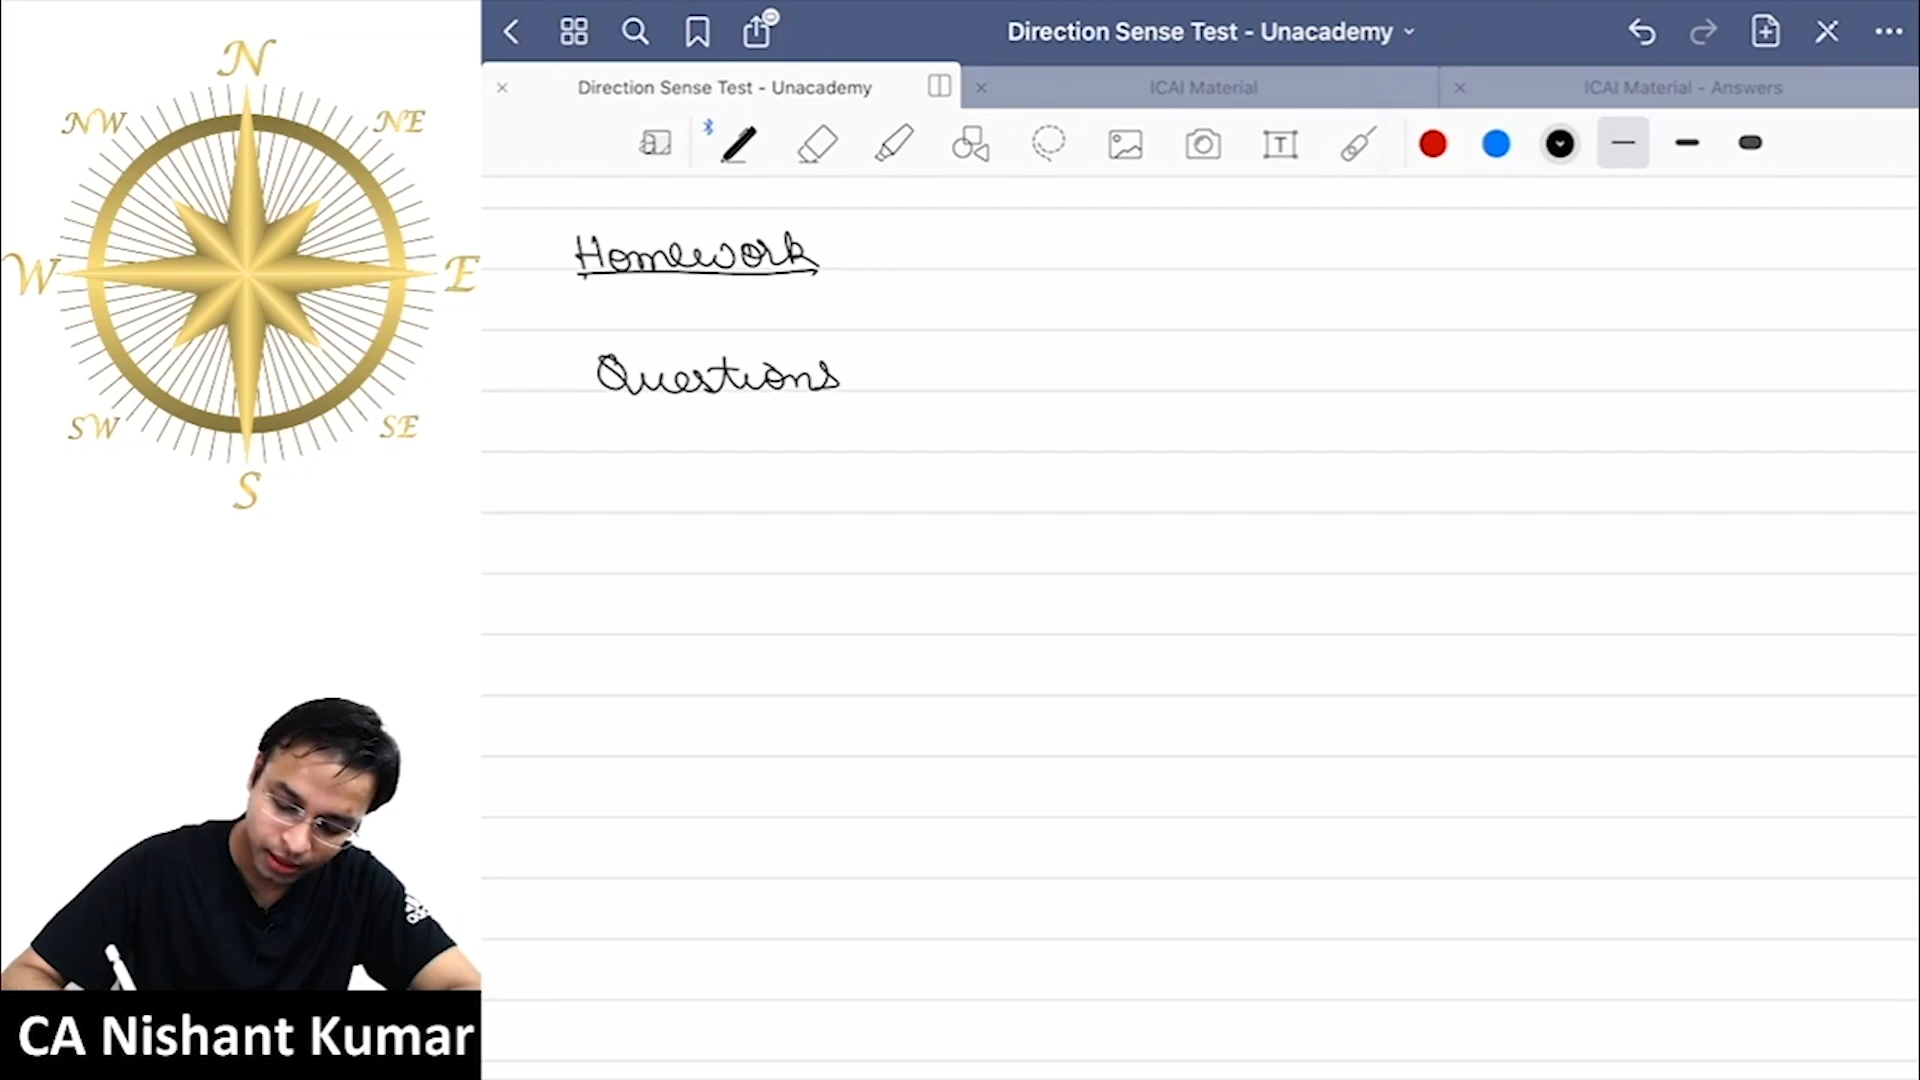 N
NW
NE
W
E
SW
SE
S
CA Nishant Kumar
Direction Sense Test - Unacademy
Direction Sense Test - Unacademy
ICAI Material
ICAI Material - Answers
T
Homework
Questions